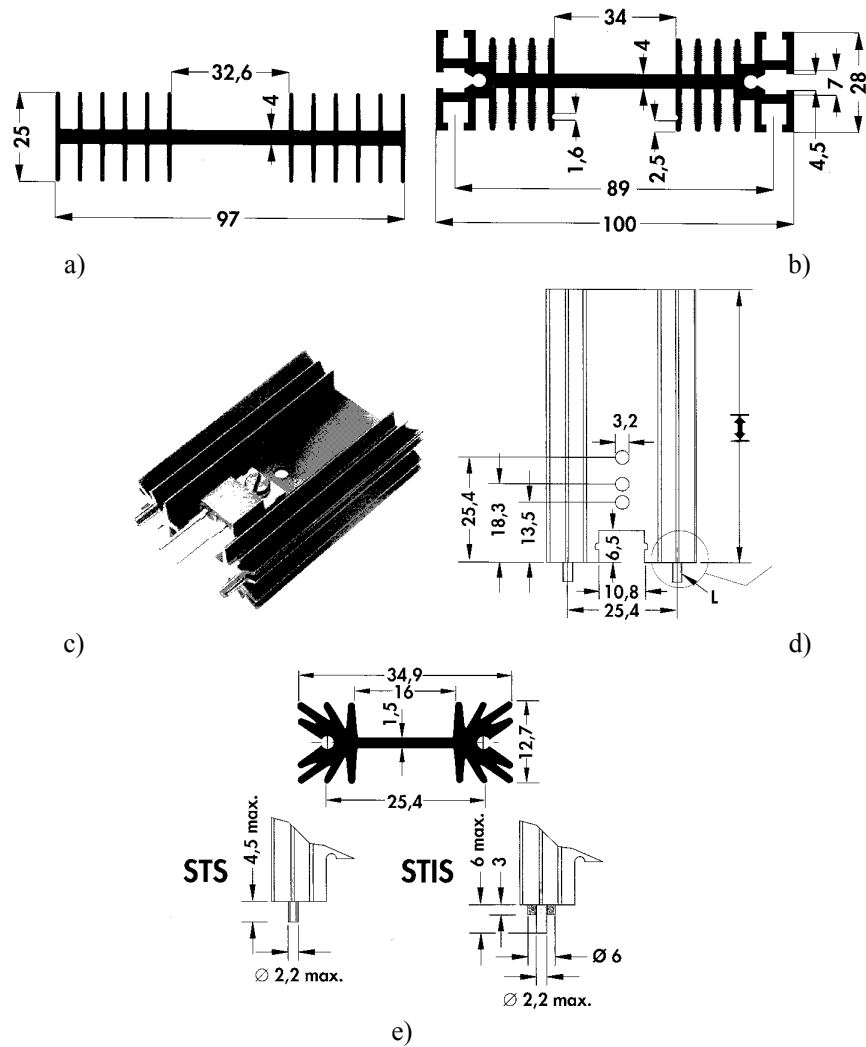 32,6
4
25
97
a)
34
4
7
28
1,6
2,5
4,5
89
100
b)
c)
3,2
25,4
18,3
13,5
6,5
10,8
25,4
L
d)
34,9
16
1,5
12,7
25,4
STS
4,5 max.
Ø 2,2 max.
STIS
6 max.
3
Ø 6
Ø 2,2 max.
e)